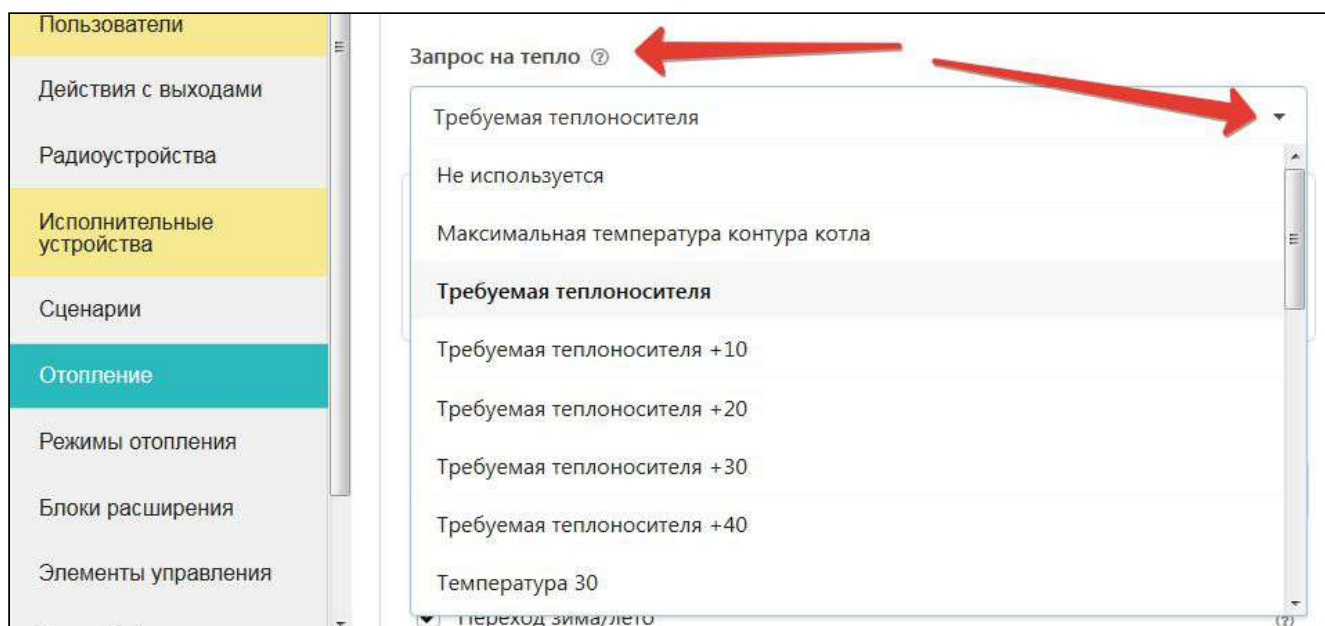 Пользователи
Действия с выходами
Радиоустройства
Исполнительные
устройства
Сценарии
Отопление
Режимы отопления
Блоки расширения
Элементы управления
Запрос на тепло
Требуемая теплоносителя
Не используется
Максимальная температура контура котла
Требуемая теплоносителя
Требуемая теплоносителя +10
Требуемая теплоносителя +20
Требуемая теплоносителя +30
Требуемая теплоносителя +40
Температура 30
Переход зима/лето